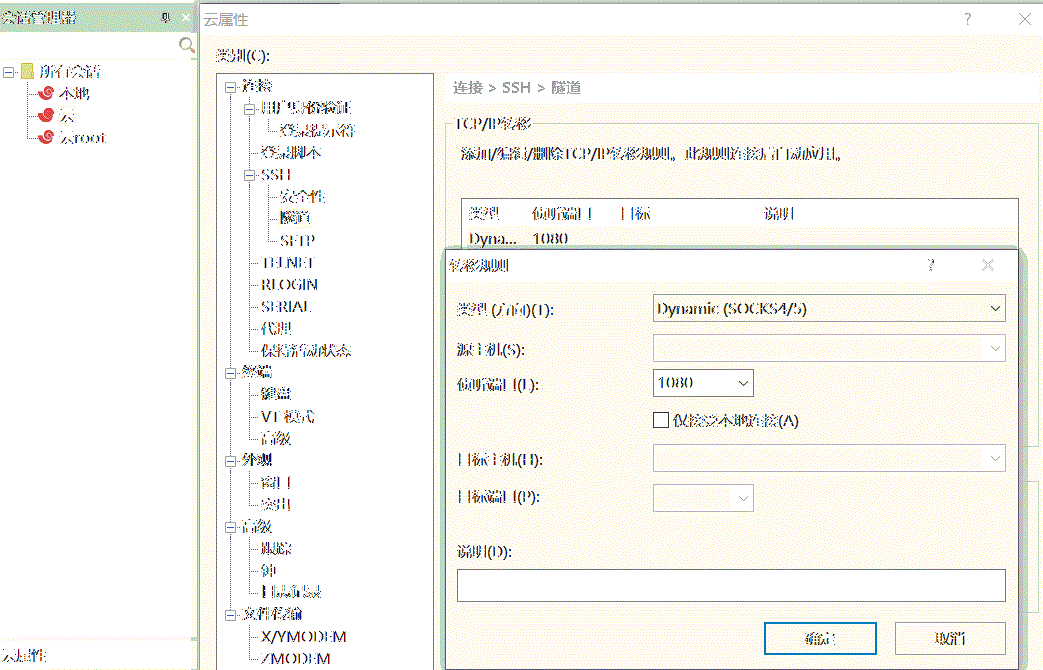 会话管理器
所有会话
本地
云
云root
云属性
云属性
?
类别(C):
连接
用户身份验证
登录提示符
登录脚本
SSH
安全性
隧道
SFTP
TELNET
RLOGIN
SERIAL
代理
保持活动状态
终端
键盘
VT 模式
高级
外观
窗口
突出
高级
跟踪
钟
日志记录
文件传输
X/YMODEM
ZMODEM
连接 > SSH > 隧道
TCP/IP转移
添加/编辑/删除TCP/IP转移规则。此规则连接后自动应用。
类型 侦听端口 目标 说明
Dyna... 1080
转移规则 ?
类型 (方向)(T): Dynamic (SOCKS4/5)
源主机(S):
侦听端口(L): 1080
仅接受本地连接(A)
目标主机(H):
目标端口(P):
说明(D):
确定 取消